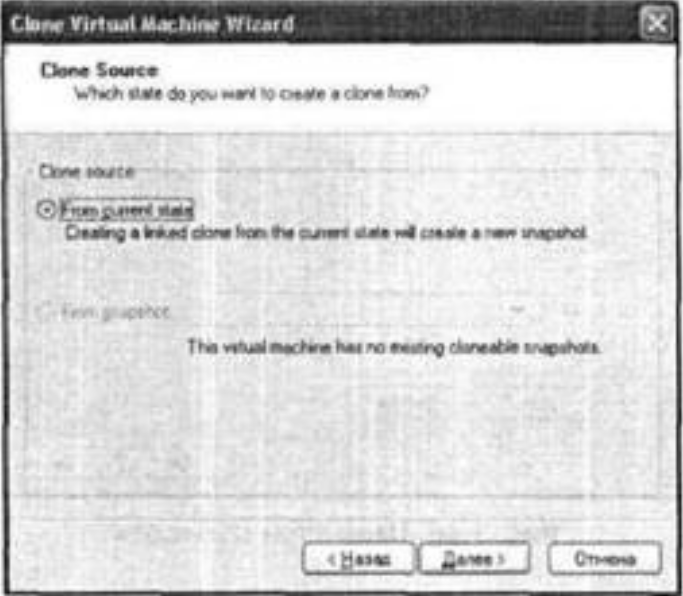 Clone Virtual Machine Wizard
Clone Source
Which state do you want to create a clone from?
Clone source
From current state
Creating a linked clone from the current state will create a new snapshot.
From snapshot:
This virtual machine has no existing cloneable snapshots.
< Назад
Далее >
Отмена